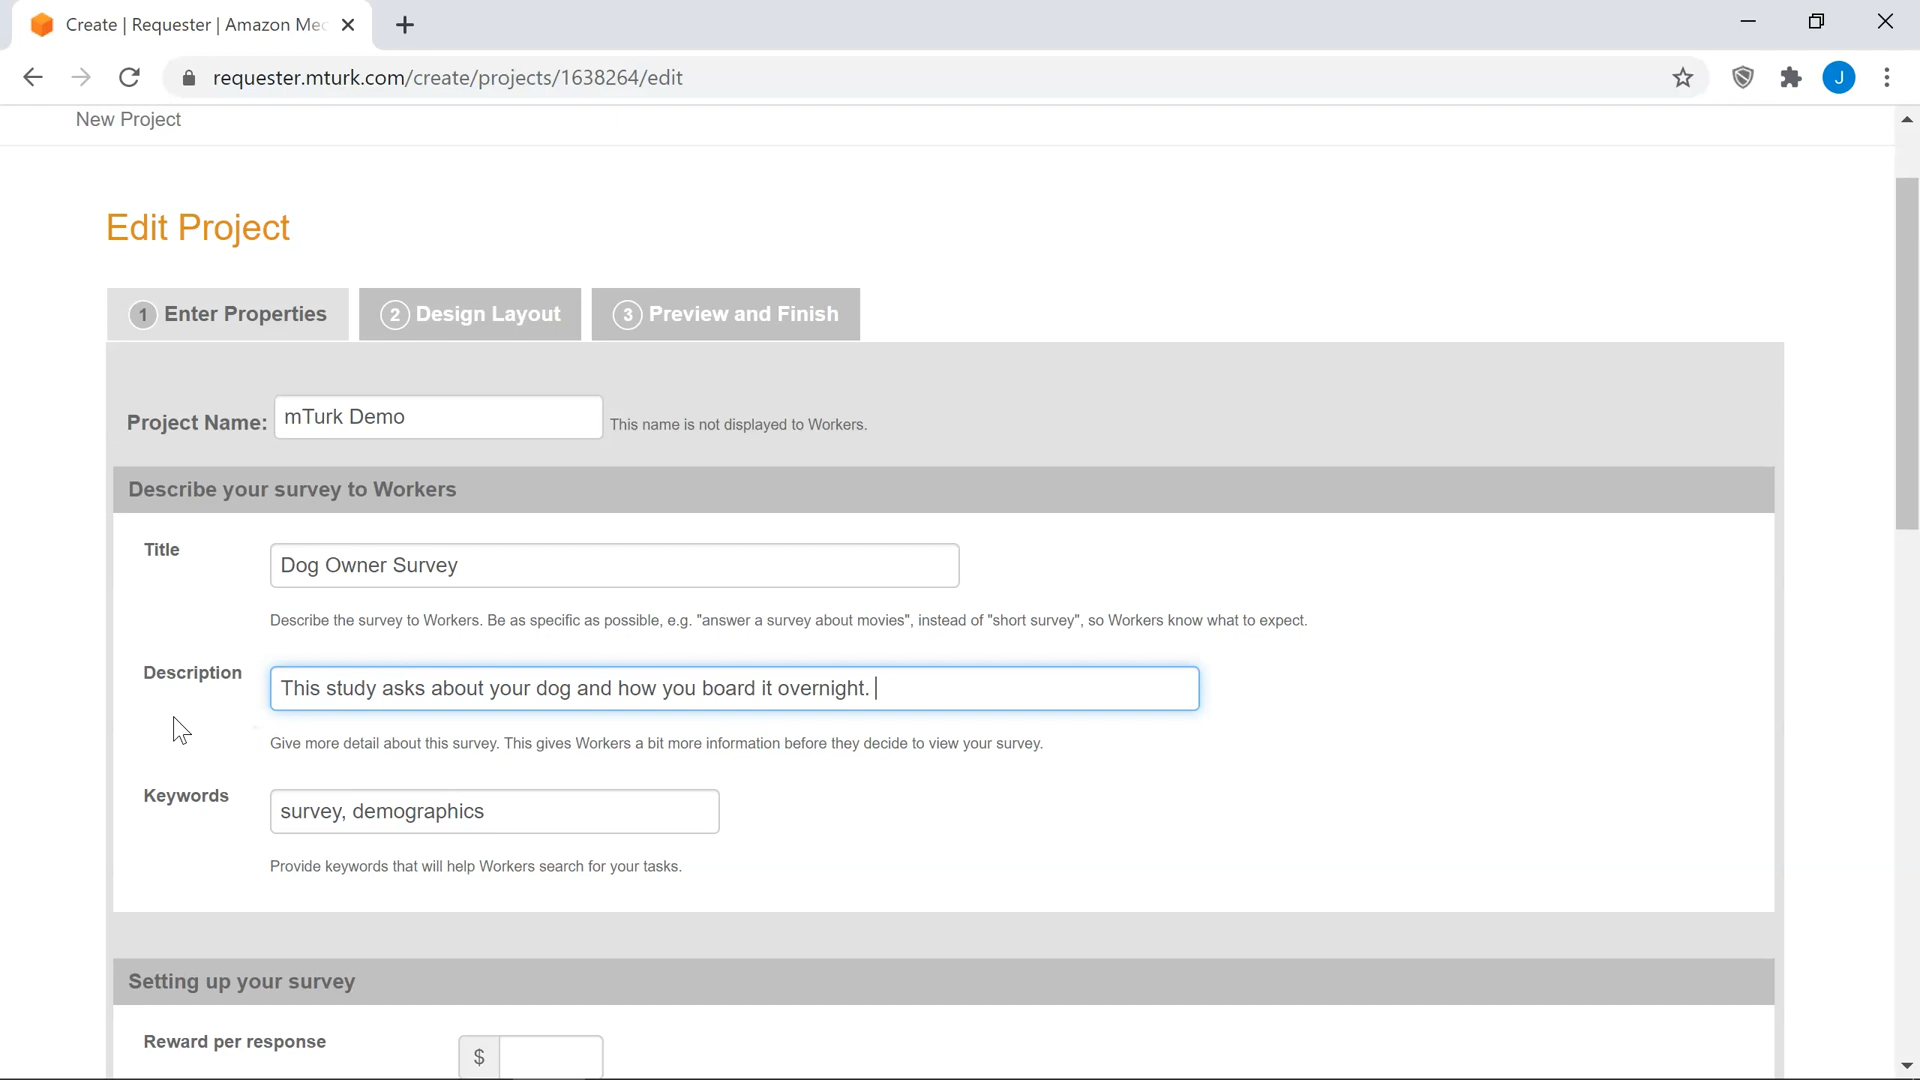 Create | Requester | Amazon Mec
requester.mturk.com/create/projects/1638264/edit
J
New Project
Edit Project
1 Enter Properties
2 Design Layout
3 Preview and Finish
Project Name: mTurk Demo This name is not displayed to Workers.
Describe your survey to Workers
Title
Dog Owner Survey
Describe the survey to Workers. Be as specific as possible, e.g. "answer a survey about movies", instead of "short survey", so Workers know what to expect.
Description
This study asks about your dog and how you board it overnight.
Give more detail about this survey. This gives Workers a bit more information before they decide to view your survey.
Keywords
survey, demographics
Provide keywords that will help Workers search for your tasks.
Setting up your survey
Reward per response
$